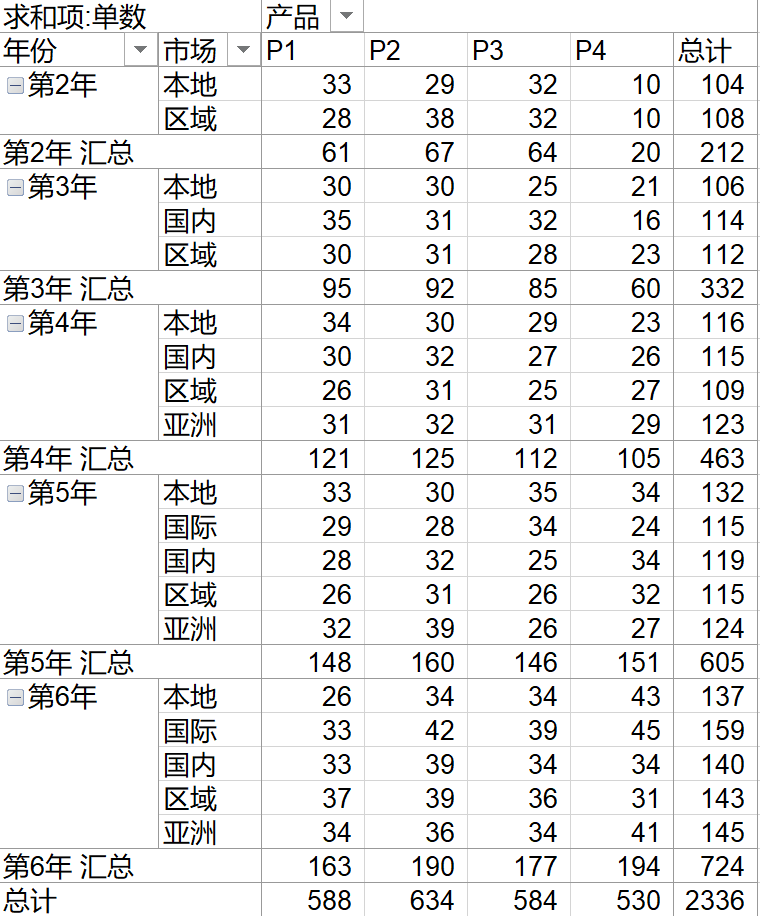 求和项:单数 产品
年份 市场 P1 P2 P3 P4 总计
第2年 本地 33 29 32 10 104
区域 28 38 32 10 108
第2年 汇总 61 67 64 20 212
第3年 本地 30 30 25 21 106
国内 35 31 32 16 114
区域 30 31 28 23 112
第3年 汇总 95 92 85 60 332
第4年 本地 34 30 29 23 116
国内 30 32 27 26 115
区域 26 31 25 27 109
亚洲 31 32 31 29 123
第4年 汇总 121 125 112 105 463
第5年 本地 33 30 35 34 132
国际 29 28 34 24 115
国内 28 32 25 34 119
区域 26 31 26 32 115
亚洲 32 39 26 27 124
第5年 汇总 148 160 146 151 605
第6年 本地 26 34 34 43 137
国际 33 42 39 45 159
国内 33 39 34 34 140
区域 37 39 36 31 143
亚洲 34 36 34 41 145
第6年 汇总 163 190 177 194 724
总计 588 634 584 530 2336